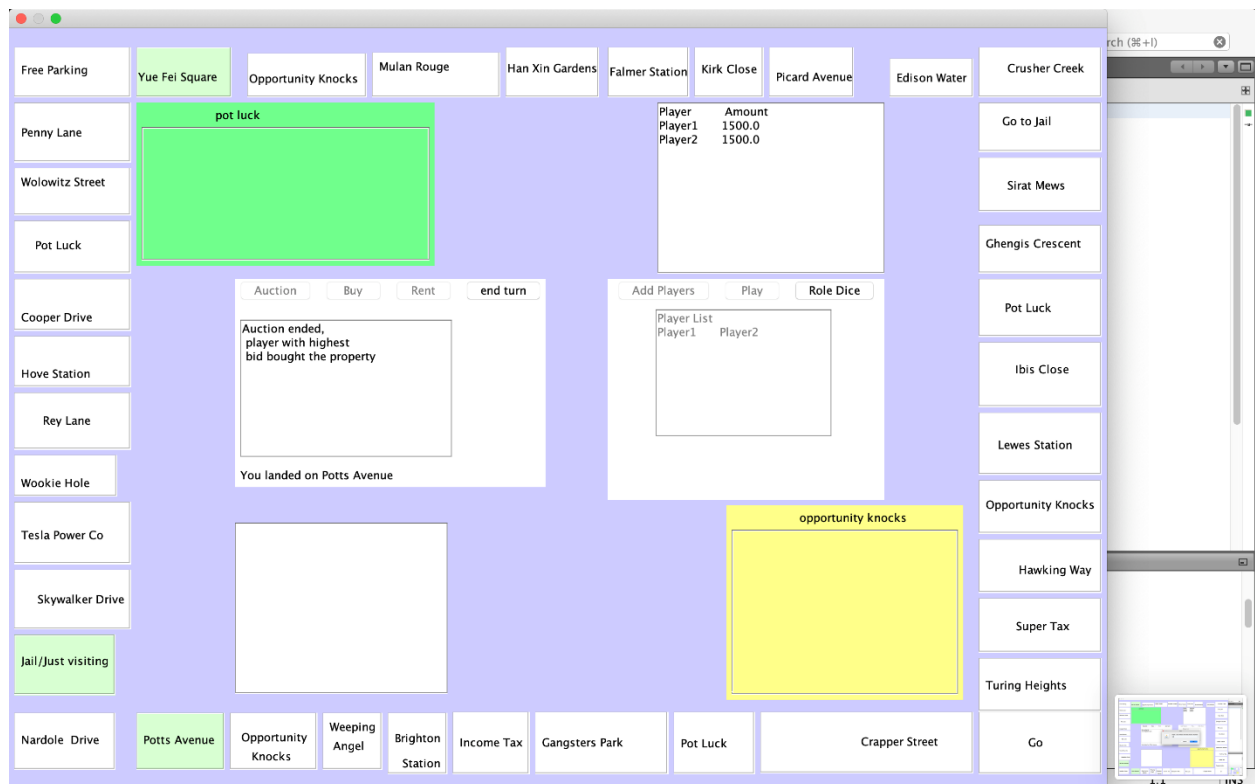 rch (⌘+I)
Free Parking
Yue Fei Square
Opportunity Knocks
Mulan Rouge
Han Xin Gardens
Falmer Station
Kirk Close
Picard Avenue
Edison Water
Crusher Creek
Penny Lane
Wolowitz Street
Pot Luck
Cooper Drive
Hove Station
Rey Lane
Wookie Hole
Tesla Power Co
Skywalker Drive
Jail/Just visiting
Nardole Drive
pot luck
Player Amount
Player1 1500.0
Player2 1500.0
Auction Buy Rent end turn
Auction ended,
player with highest
bid bought the property
You landed on Potts Avenue
Add Players Play Role Dice
Player List
Player1 Player2
opportunity knocks
Go to Jail
Sirat Mews
Ghengis Crescent
Pot Luck
Ibis Close
Lewes Station
Opportunity Knocks
Hawking Way
Super Tax
Turing Heights
Potts Avenue
Opportunity
Knocks
Weeping
Angel
Brighton
Station
Income Tax
Gangsters Park
Pot Luck
Crapper Street
Go